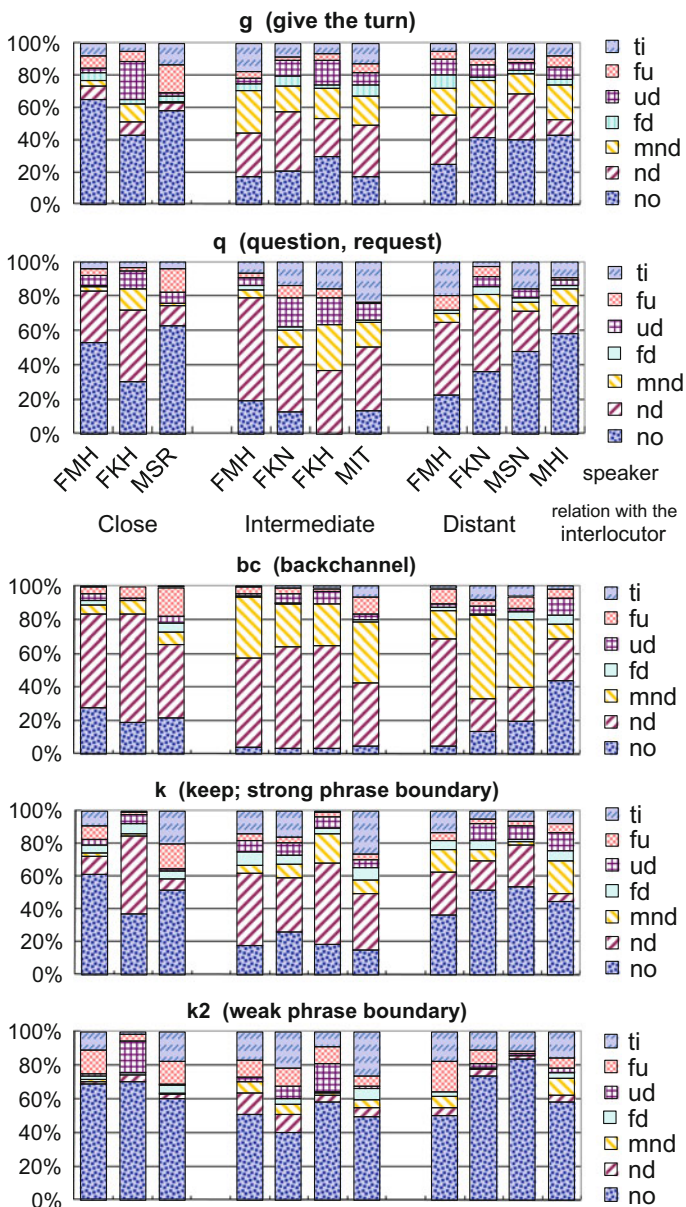 g (give the turn)
100%
80%
60%
40%
20%
0%
ti
fu
ud
fd
mnd
nd
no
q (question, request)
100%
80%
60%
40%
20%
0%
ti
fu
ud
fd
mnd
nd
no
FMH FKH MSR FMH FKN FKH MIT FMH FKN MSN MHI speaker
Close Intermediate Distant relation with the
interlocutor
bc (backchannel)
100%
80%
60%
40%
20%
0%
ti
fu
ud
fd
mnd
nd
no
k (keep; strong phrase boundary)
100%
80%
60%
40%
20%
0%
ti
fu
ud
fd
mnd
nd
no
k2 (weak phrase boundary)
100%
80%
60%
40%
20%
0%
ti
fu
ud
fd
mnd
nd
no